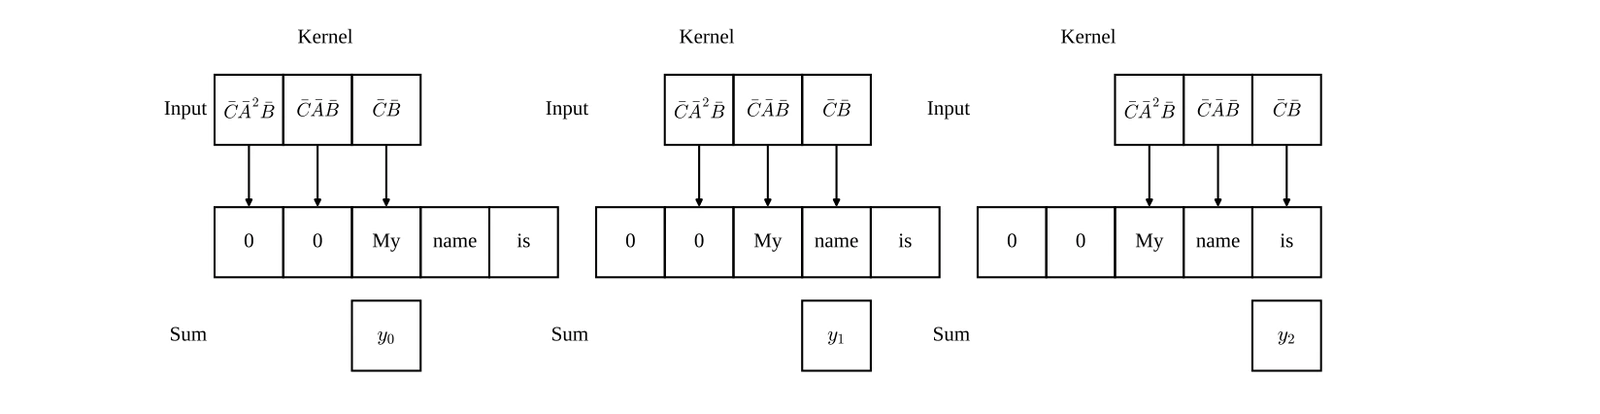 Kernel Kernel Kernel
Input C̄Ā²B̄ C̄ĀB̄ C̄B̄ Input C̄Ā²B̄ C̄ĀB̄ C̄B̄ Input C̄Ā²B̄ C̄ĀB̄ C̄B̄
0 0 My name is 0 0 My name is 0 0 My name is
Sum y₀ Sum y₁ Sum y₂